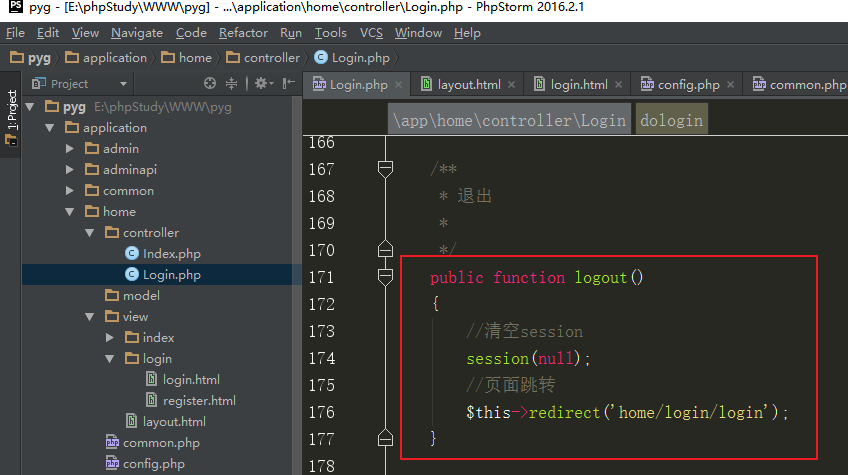 pyg - [E:\phpStudy\WWW\pyg] - ...\application\home\controller\Login.php - PhpStorm 2016.2.1
File Edit View Navigate Code Refactor Run Tools VCS Window Help
pyg application home controller Login.php
1: Project
Project
Login.php layout.html login.html config.php common.php
pyg E:\phpStudy\WWW\pyg
application
admin
adminapi
common
home
controller
Index.php
Login.php
model
view
index
login
login.html
register.html
layout.html
common.php
config.php
\app\home\controller\Login dologin
166
167 /**
168 * 退出
169 *
170 */
171 public function logout()
172 {
173 //清空session
174 session(null);
175 //页面跳转
176 $this->redirect('home/login/login');
177 }
178